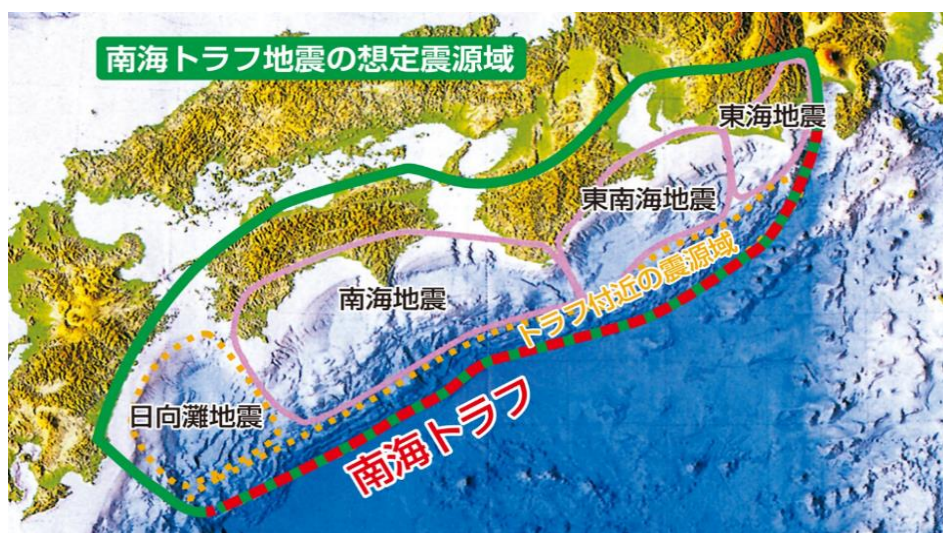 南海トラフ地震の想定震源域
東海地震
東南海地震
トラフ付近の震源域
南海地震
日向灘地震
南海トラフ